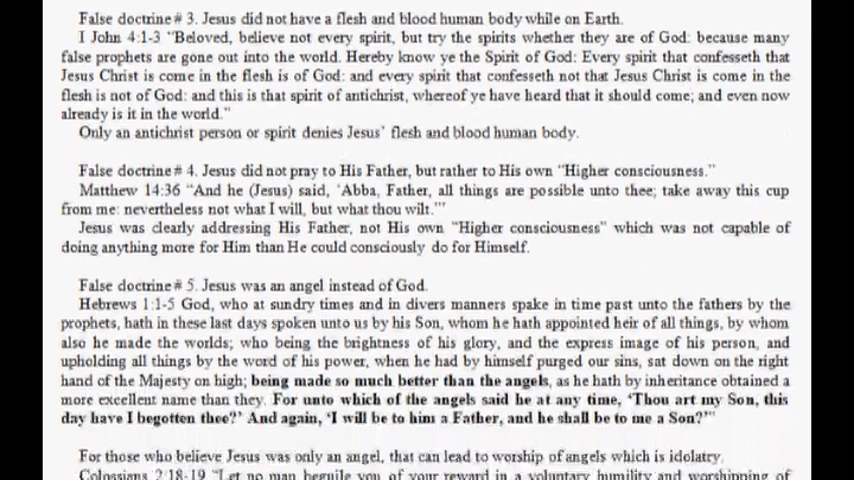 False doctrine # 3. Jesus did not have a flesh and blood human body while on Earth.
I John 4:1-3 “Beloved, believe not every spirit, but try the spirits whether they are of God: because many
false prophets are gone out into the world. Hereby know ye the Spirit of God: Every spirit that confesseth that
Jesus Christ is come in the flesh is of God: and every spirit that confesseth not that Jesus Christ is come in the
flesh is not of God: and this is that spirit of antichrist, whereof ye have heard that it should come; and even now
already is it in the world.”
Only an antichrist person or spirit denies Jesus’ flesh and blood human body.
False doctrine # 4. Jesus did not pray to His Father, but rather to His own “Higher consciousness.”
Matthew 14:36 “And he (Jesus) said, ‘Abba, Father, all things are possible unto thee; take away this cup
from me: nevertheless not what I will, but what thou wilt.’”
Jesus was clearly addressing His Father, not His own “Higher consciousness” which was not capable of
doing anything more for Him than He could consciously do for Himself.
False doctrine # 5. Jesus was an angel instead of God.
Hebrews 1:1-5 God, who at sundry times and in divers manners spake in time past unto the fathers by the
prophets, hath in these last days spoken unto us by his Son, whom he hath appointed heir of all things, by whom
also he made the worlds; who being the brightness of his glory, and the express image of his person, and
upholding all things by the word of his power, when he had by himself purged our sins, sat down on the right
hand of the Majesty on high; being made so much better than the angels, as he hath by inheritance obtained a
more excellent name than they. For unto which of the angels said he at any time, ‘Thou art my Son, this
day have I begotten thee?’ And again, ‘I will be to him a Father, and he shall be to me a Son?’”
For those who believe Jesus was only an angel, that can lead to worship of angels which is idolatry.
Colossians 2:18-19 “Let no man beguile you of your reward in a voluntary humility and worshipping of